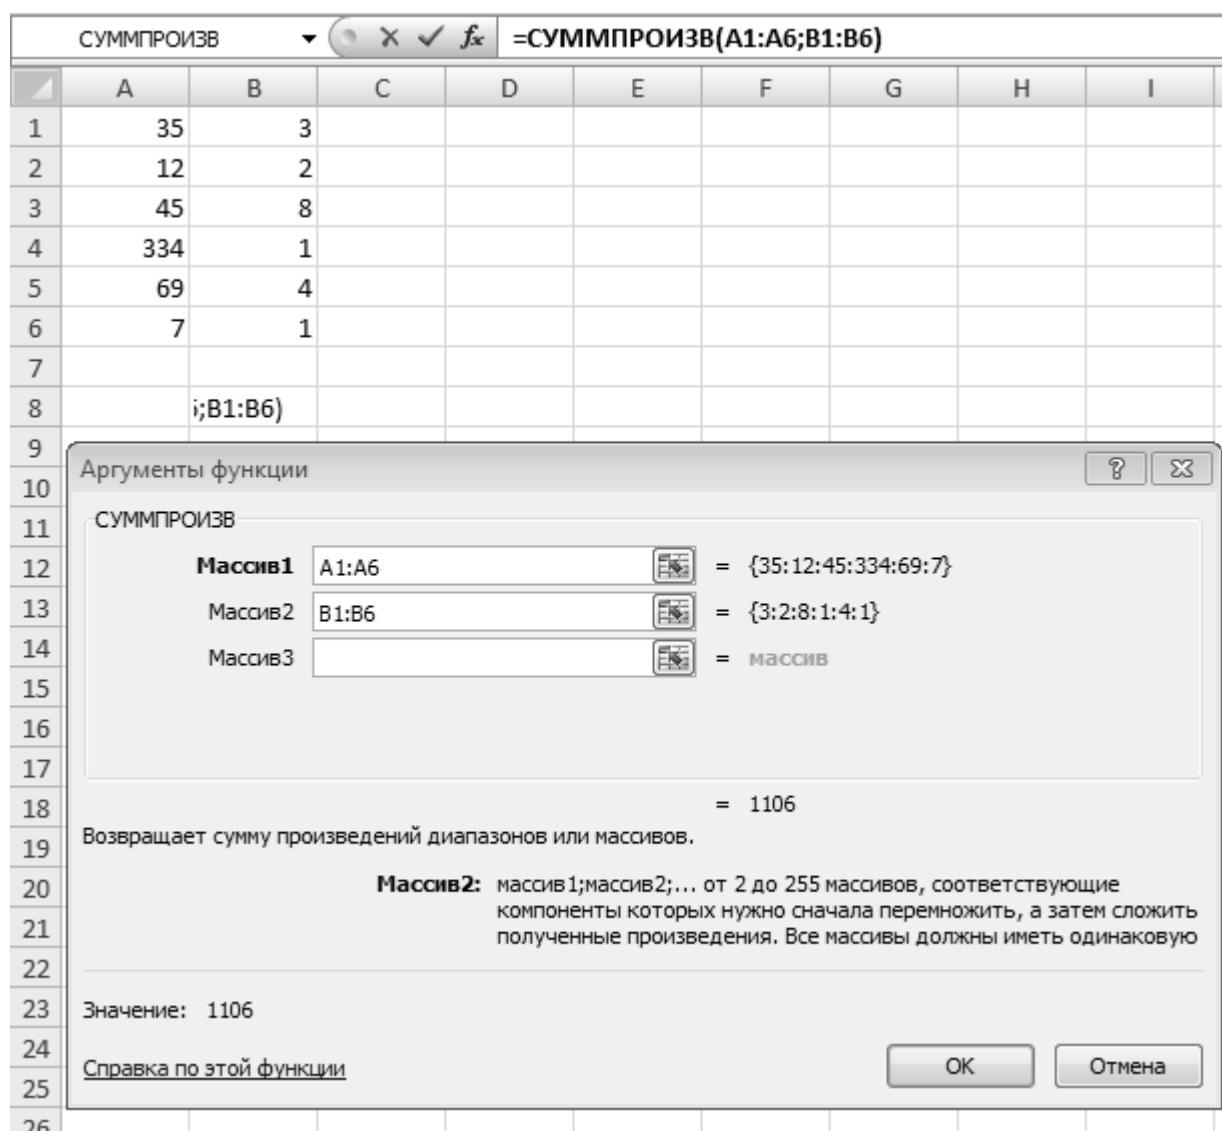 СУММПРОИЗВ fx =СУММПРОИЗВ(A1:A6;B1:B6)
A B C D E F G H I
1 35 3
2 12 2
3 45 8
4 334 1
5 69 4
6 7 1
7
8 ;B1:B6)
9
Аргументы функции
10
11 СУММПРОИЗВ
12 Массив1 A1:A6 = {35:12:45:334:69:7}
13 Массив2 B1:B6 = {3:2:8:1:4:1}
14 Массив3 = массив
15
16
17
18 = 1106
19 Возвращает сумму произведений диапазонов или массивов.
20 Массив2: массив1;массив2;... от 2 до 255 массивов, соответствующие
компоненты которых нужно сначала перемножить, а затем сложить
21 полученные произведения. Все массивы должны иметь одинаковую
22
23 Значение: 1106
24 Справка по этой функции OK Отмена
25
26